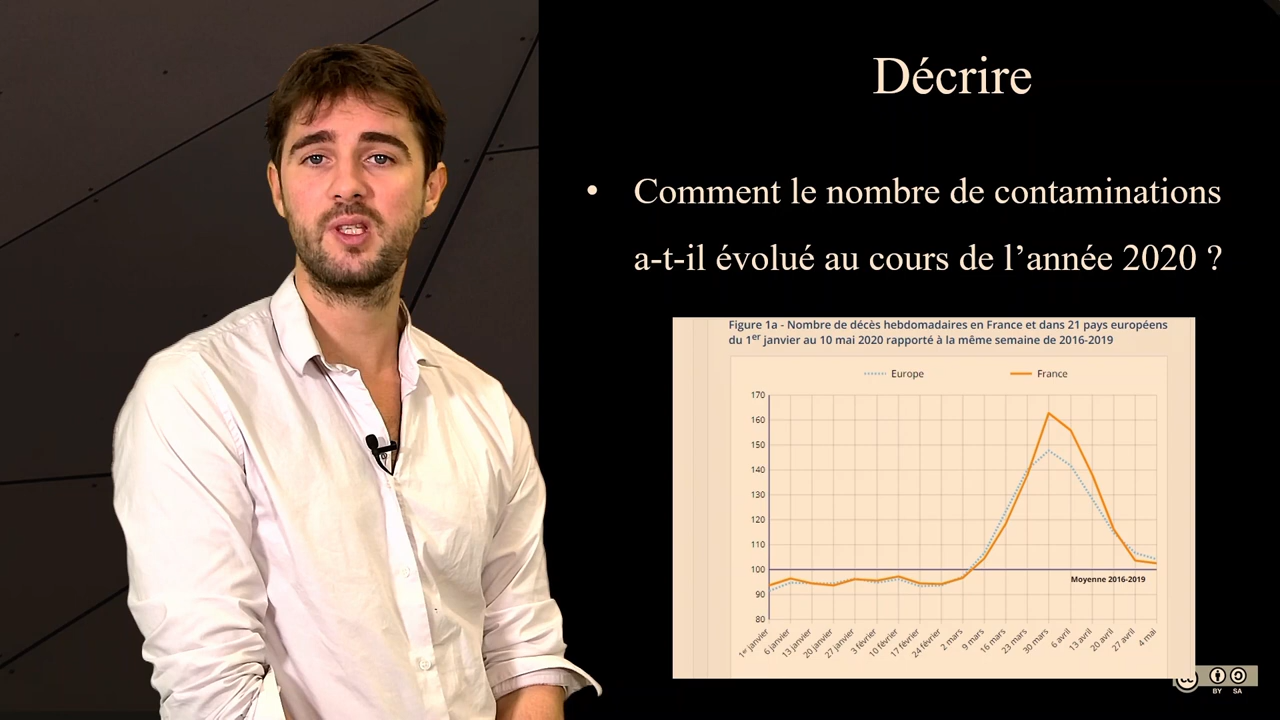 Décrire
• Comment le nombre de contaminations
a-t-il évolué au cours de l’année 2020 ?
Figure 1a - Nombre de décès hebdomadaires en France et dans 21 pays européens
du 1er janvier au 10 mai 2020 rapporté à la même semaine de 2016-2019
Europe France
170
160
150
140
130
120
110
100
90
80
Moyenne 2016-2019
1er janvier 6 janvier 13 janvier 20 janvier 27 janvier 3 février 10 février 17 février 24 février 2 mars 9 mars 16 mars 23 mars 30 mars 6 avril 13 avril 20 avril 27 avril 4 mai
cc
BY SA